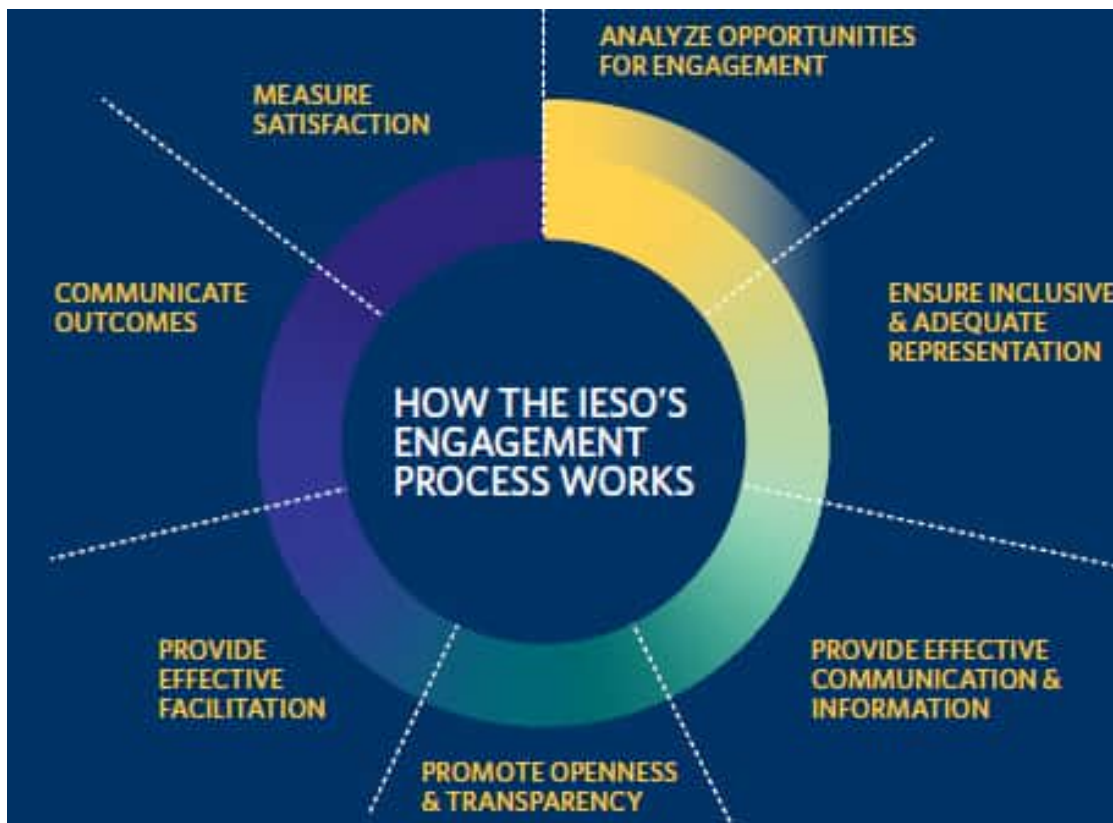 ANALYZE OPPORTUNITIES
FOR ENGAGEMENT
ENSURE INCLUSIVE
& ADEQUATE
REPRESENTATION
PROVIDE EFFECTIVE
COMMUNICATION &
INFORMATION
PROMOTE OPENNESS
& TRANSPARENCY
PROVIDE
EFFECTIVE
FACILITATION
COMMUNICATE
OUTCOMES
MEASURE
SATISFACTION
HOW THE IESO'S
ENGAGEMENT
PROCESS WORKS